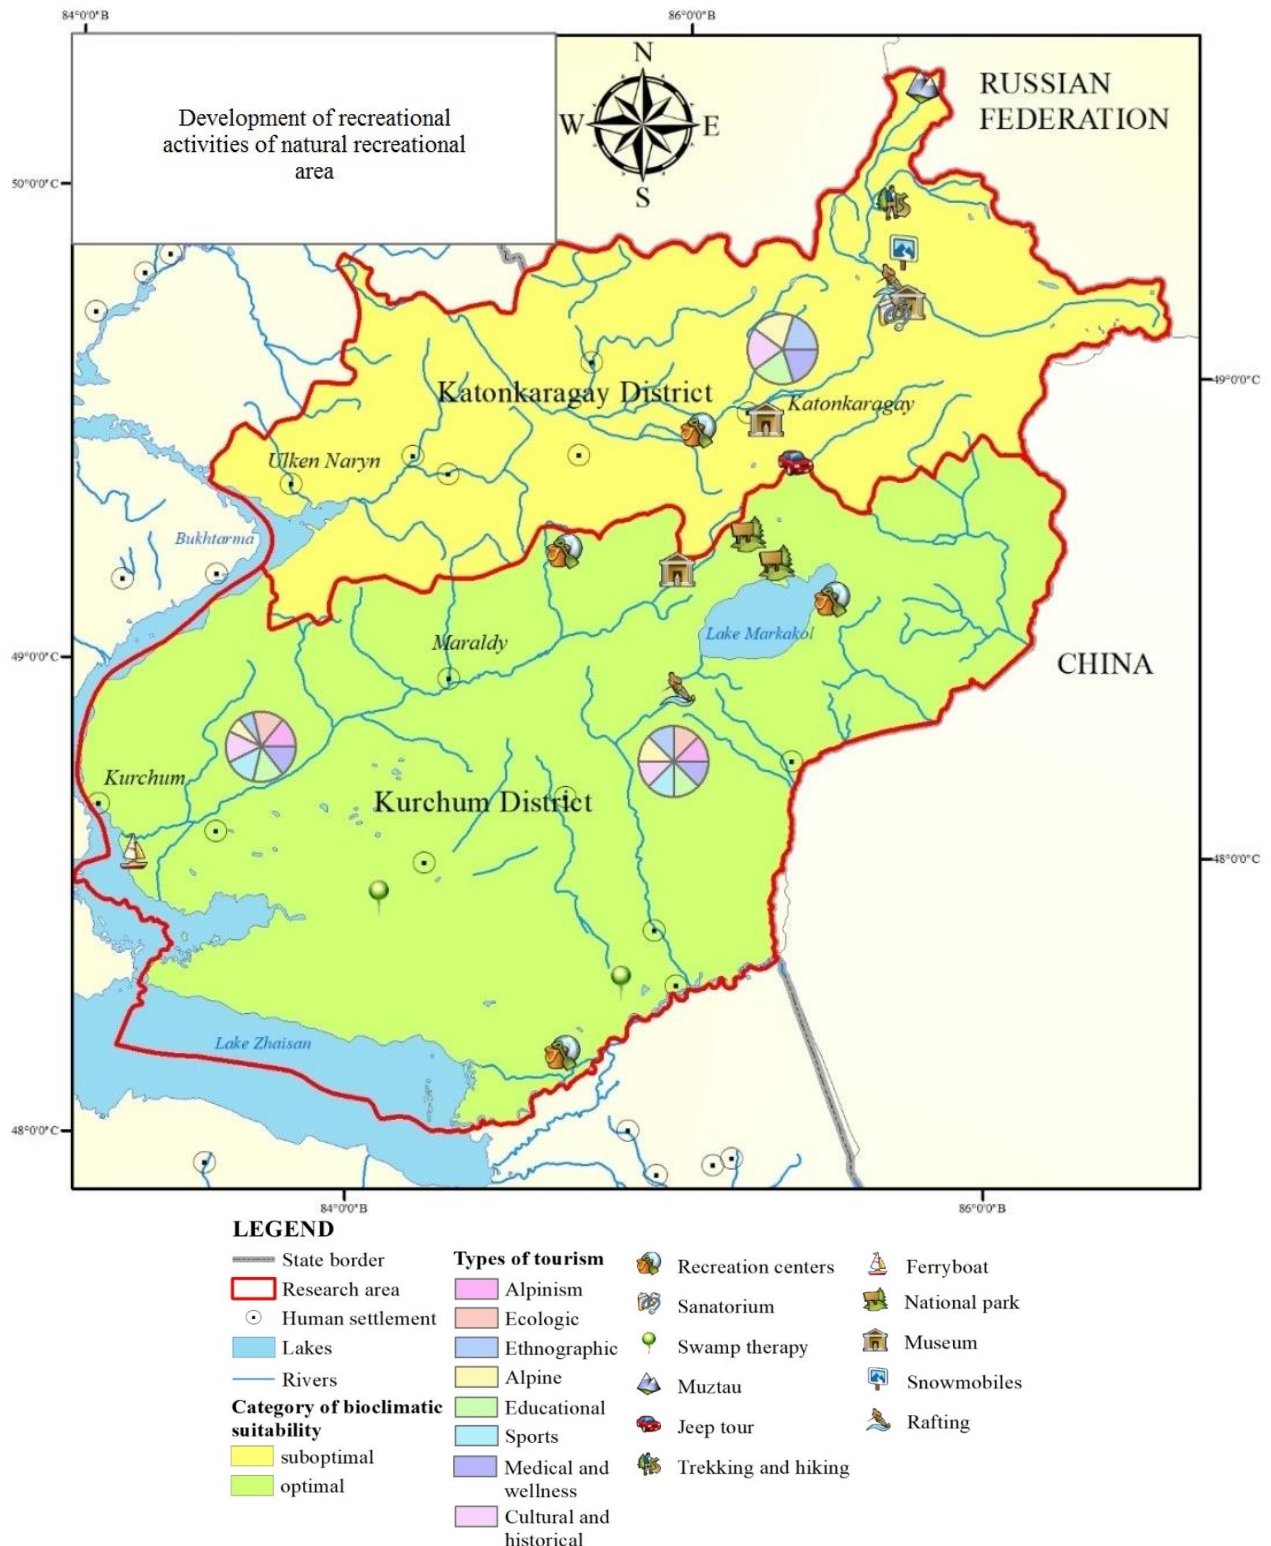 84°0'0"B
86°0'0"B
Development of recreational
activities of natural recreational
area
N
W
E
S
RUSSIAN
FEDERATION
50°0'0"C
49°0'0"C
Katonkaragay District
Katonkaragay
Ulken Naryn
Bukhtarma
Maraldy
Lake Markakol
49°0'0"C
CHINA
Kurchum
Kurchum District
48°0'0"C
Lake Zhaisan
48°0'0"C
84°0'0"B
86°0'0"B
LEGEND
State border
Research area
Human settlement
Lakes
Rivers
Category of bioclimatic
suitability
suboptimal
optimal
Types of tourism
Alpinism
Ecologic
Ethnographic
Alpine
Educational
Sports
Medical and
wellness
Cultural and
historical
Recreation centers
Sanatorium
Swamp therapy
Muztau
Jeep tour
Trekking and hiking
Ferryboat
National park
Museum
Snowmobiles
Rafting